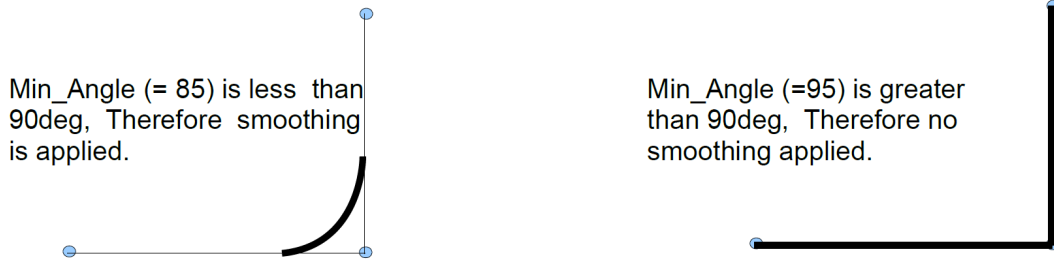 Min_Angle (= 85) is less than
90deg, Therefore smoothing
is applied.
Min_Angle (=95) is greater
than 90deg, Therefore no
smoothing applied.